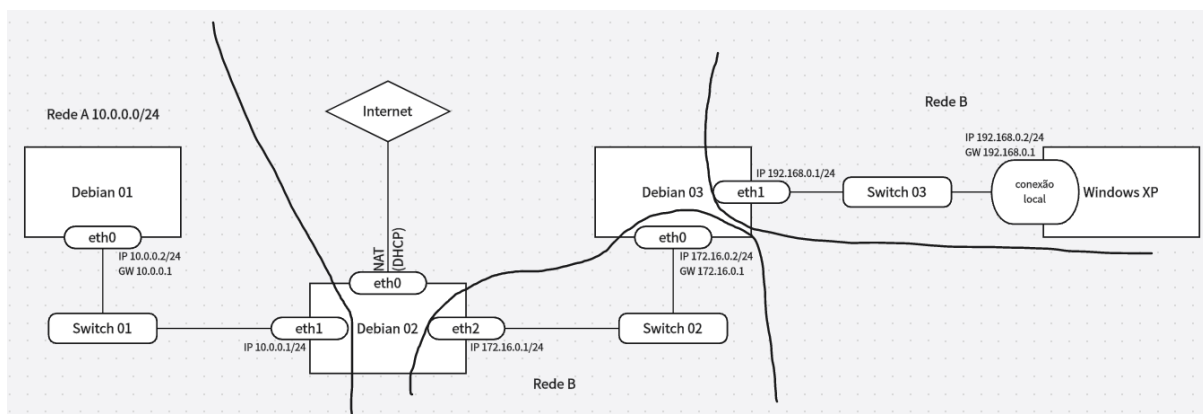 Rede A 10.0.0.0/24
Debian 01
eth0
IP 10.0.0.2/24
GW 10.0.0.1
Switch 01
Internet
NAT
(DHCP)
eth0
eth1
IP 10.0.0.1/24
Debian 02
eth2
IP 172.16.0.1/24
Rede B
Switch 02
Debian 03
eth0
IP 172.16.0.2/24
GW 172.16.0.1
eth1
IP 192.168.0.1/24
Switch 03
Rede B
IP 192.168.0.2/24
GW 192.168.0.1
conexão
local
Windows XP